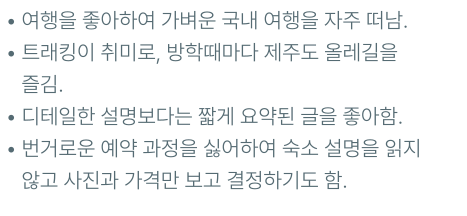 • 여행을 좋아하여 가벼운 국내 여행을 자주 떠남.
• 트래킹이 취미로, 방학때마다 제주도 올레길을
즐김.
• 디테일한 설명보다는 짧게 요약된 글을 좋아함.
• 번거로운 예약 과정을 싫어하여 숙소 설명을 읽지
않고 사진과 가격만 보고 결정하기도 함.